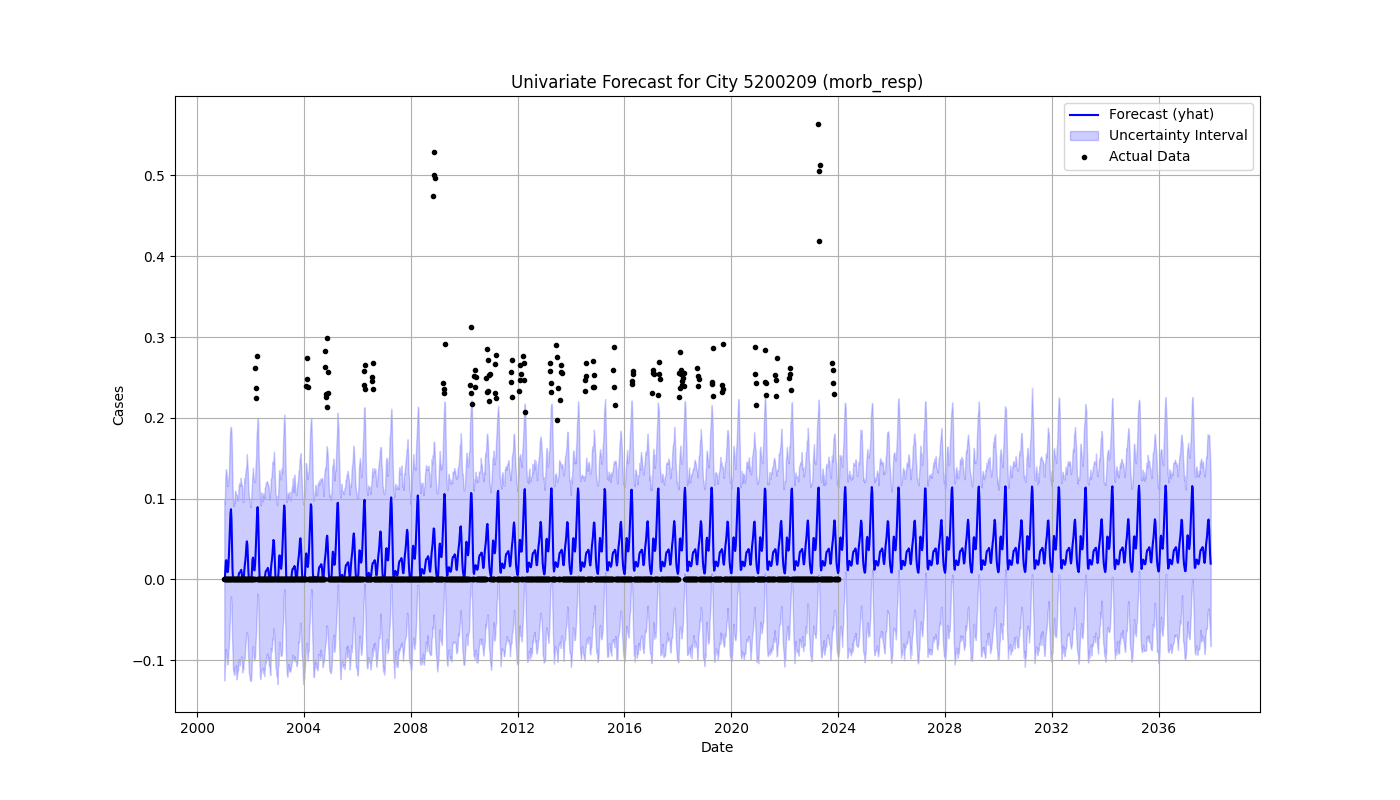 Univariate Forecast for City 5200209 (morb_resp)
Forecast (yhat)
Uncertainty Interval
Actual Data
Cases
0.5
0.4
0.3
0.2
0.1
0.0
−0.1
2000 2004 2008 2012 2016 2020 2024 2028 2032 2036
Date